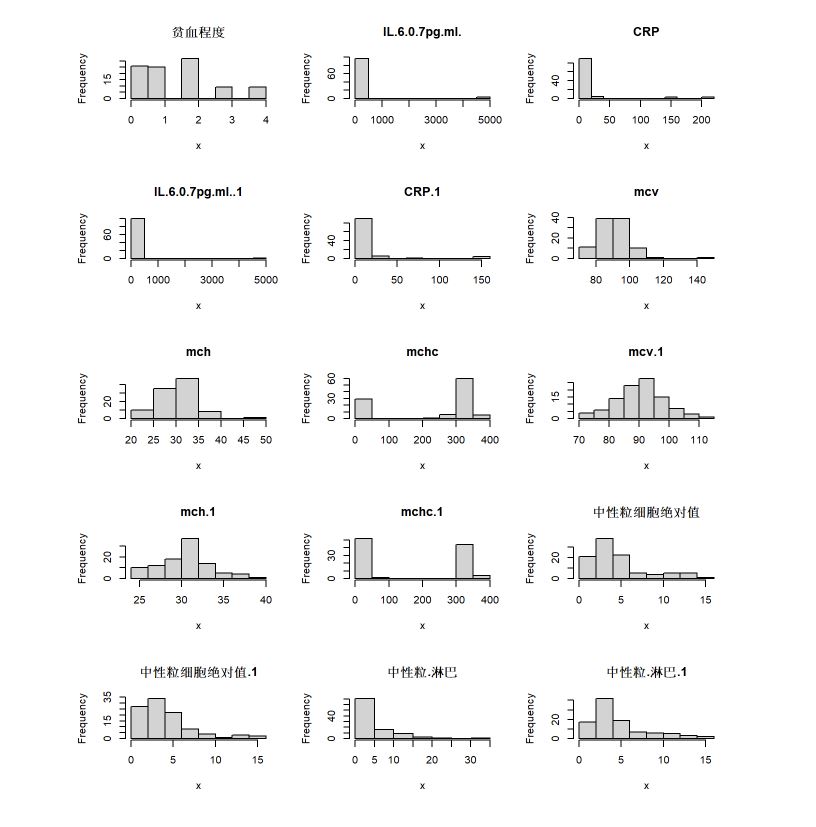 贫血程度
Frequency
15
0
0 1 2 3 4
x
IL.6.0.7pg.ml.
Frequency
60
0
0 1000 3000 5000
x
CRP
Frequency
40
0
0 50 100 150 200
x
IL.6.0.7pg.ml..1
Frequency
60
0
0 1000 3000 5000
x
CRP.1
Frequency
40
0
0 50 100 150
x
mcv
Frequency
40
20
0
80 100 120 140
x
mch
Frequency
20
0
20 25 30 35 40 45 50
x
mchc
Frequency
60
30
0
0 100 200 300 400
x
mcv.1
Frequency
15
0
70 80 90 100 110
x
mch.1
Frequency
20
0
25 30 35 40
x
mchc.1
Frequency
30
0
0 100 200 300 400
x
中性粒细胞绝对值
Frequency
20
0
0 5 10 15
x
中性粒细胞绝对值.1
Frequency
35
15
0
0 5 10 15
x
中性粒.淋巴
Frequency
40
0
0 5 10 20 30
x
中性粒.淋巴.1
Frequency
20
0
0 5 10 15
x